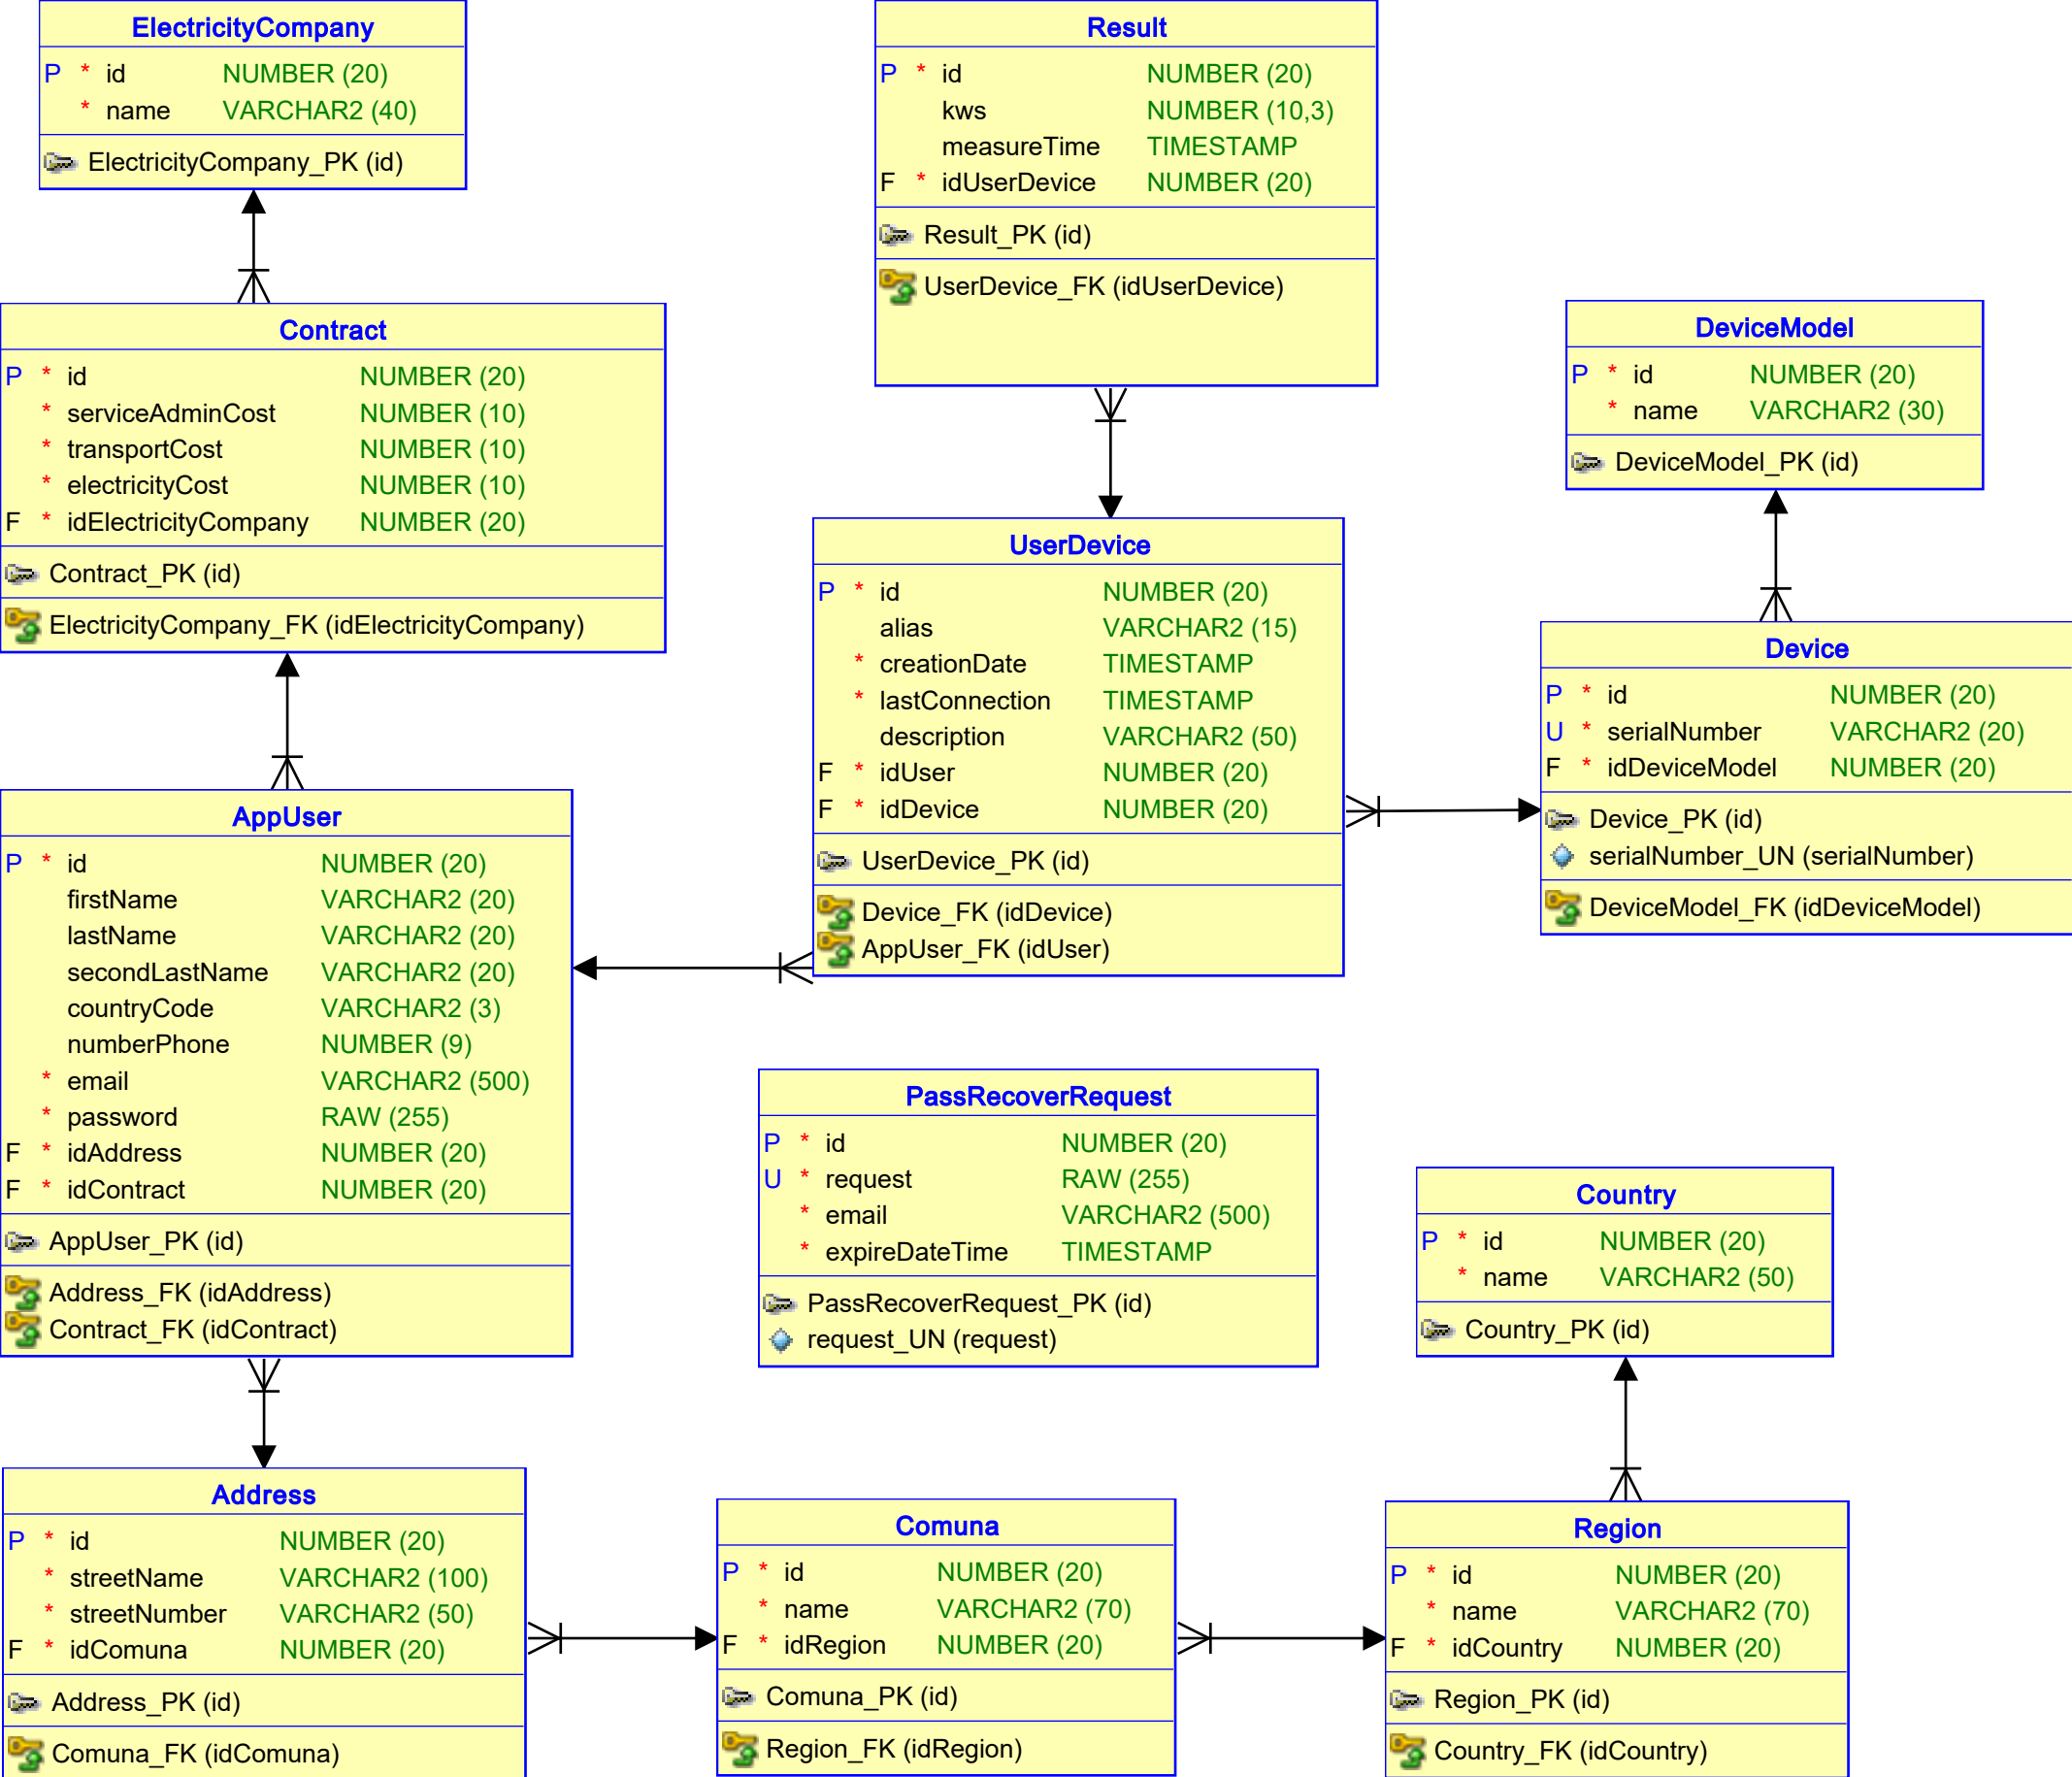 ElectricityCompany
P * id NUMBER (20)
* name VARCHAR2 (40)
ElectricityCompany_PK (id)
Result
P * id NUMBER (20)
kws NUMBER (10,3)
measureTime TIMESTAMP
F * idUserDevice NUMBER (20)
Result_PK (id)
UserDevice_FK (idUserDevice)
Contract
P * id NUMBER (20)
* serviceAdminCost NUMBER (10)
* transportCost NUMBER (10)
* electricityCost NUMBER (10)
F * idElectricityCompany NUMBER (20)
Contract_PK (id)
ElectricityCompany_FK (idElectricityCompany)
DeviceModel
P * id NUMBER (20)
* name VARCHAR2 (30)
DeviceModel_PK (id)
UserDevice
P * id NUMBER (20)
alias VARCHAR2 (15)
* creationDate TIMESTAMP
* lastConnection TIMESTAMP
description VARCHAR2 (50)
F * idUser NUMBER (20)
F * idDevice NUMBER (20)
UserDevice_PK (id)
Device_FK (idDevice)
AppUser_FK (idUser)
Device
P * id NUMBER (20)
U * serialNumber VARCHAR2 (20)
F * idDeviceModel NUMBER (20)
Device_PK (id)
serialNumber_UN (serialNumber)
DeviceModel_FK (idDeviceModel)
AppUser
P * id NUMBER (20)
firstName VARCHAR2 (20)
lastName VARCHAR2 (20)
secondLastName VARCHAR2 (20)
countryCode VARCHAR2 (3)
numberPhone NUMBER (9)
* email VARCHAR2 (500)
* password RAW (255)
F * idAddress NUMBER (20)
F * idContract NUMBER (20)
AppUser_PK (id)
Address_FK (idAddress)
Contract_FK (idContract)
PassRecoverRequest
P * id NUMBER (20)
U * request RAW (255)
* email VARCHAR2 (500)
* expireDateTime TIMESTAMP
PassRecoverRequest_PK (id)
request_UN (request)
Country
P * id NUMBER (20)
* name VARCHAR2 (50)
Country_PK (id)
Address
P * id NUMBER (20)
* streetName VARCHAR2 (100)
* streetNumber VARCHAR2 (50)
F * idComuna NUMBER (20)
Address_PK (id)
Comuna_FK (idComuna)
Comuna
P * id NUMBER (20)
* name VARCHAR2 (70)
F * idRegion NUMBER (20)
Comuna_PK (id)
Region_FK (idRegion)
Region
P * id NUMBER (20)
* name VARCHAR2 (70)
F * idCountry NUMBER (20)
Region_PK (id)
Country_FK (idCountry)